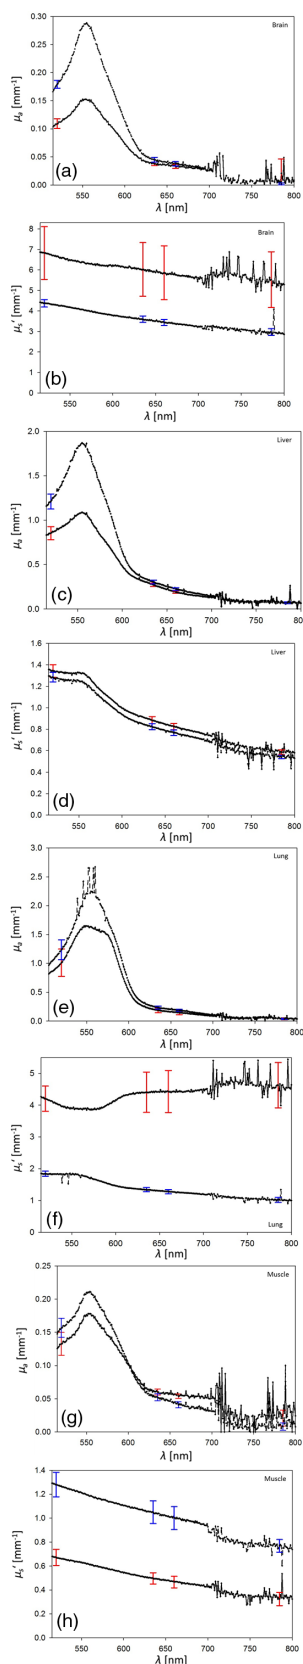 0.30
Brain
0.25
0.20
0.15
0.10
0.05
0.00
μa [mm⁻¹]
(a)
550 600 650 700 750 800
λ [nm]
8
Brain
7
6
5
4
3
2
1
0
μs′ [mm⁻¹]
(b)
550 600 650 700 750 800
λ [nm]
2.0
Liver
1.5
1.0
0.5
0.0
μa [mm⁻¹]
(c)
550 600 650 700 750 800
λ [nm]
1.6
Liver
1.4
1.2
1.0
0.8
0.6
0.4
0.2
0
μs′ [mm⁻¹]
(d)
550 600 650 700 750 800
λ [nm]
3.0
Lung
2.5
2.0
1.5
1.0
0.5
0.0
μa [mm⁻¹]
(e)
550 600 650 700 750 800
λ [nm]
5
4
3
2
1
μs′ [mm⁻¹]
(f)
Lung
550 600 650 700 750 800
λ [nm]
0.25
Muscle
0.20
0.15
0.10
0.05
0.00
μa [mm⁻¹]
(g)
550 600 650 700 750 800
λ [nm]
1.4
Muscle
1.2
1.0
0.8
0.6
0.4
0.2
0
μs′ [mm⁻¹]
(h)
550 600 650 700 750 800
λ [nm]